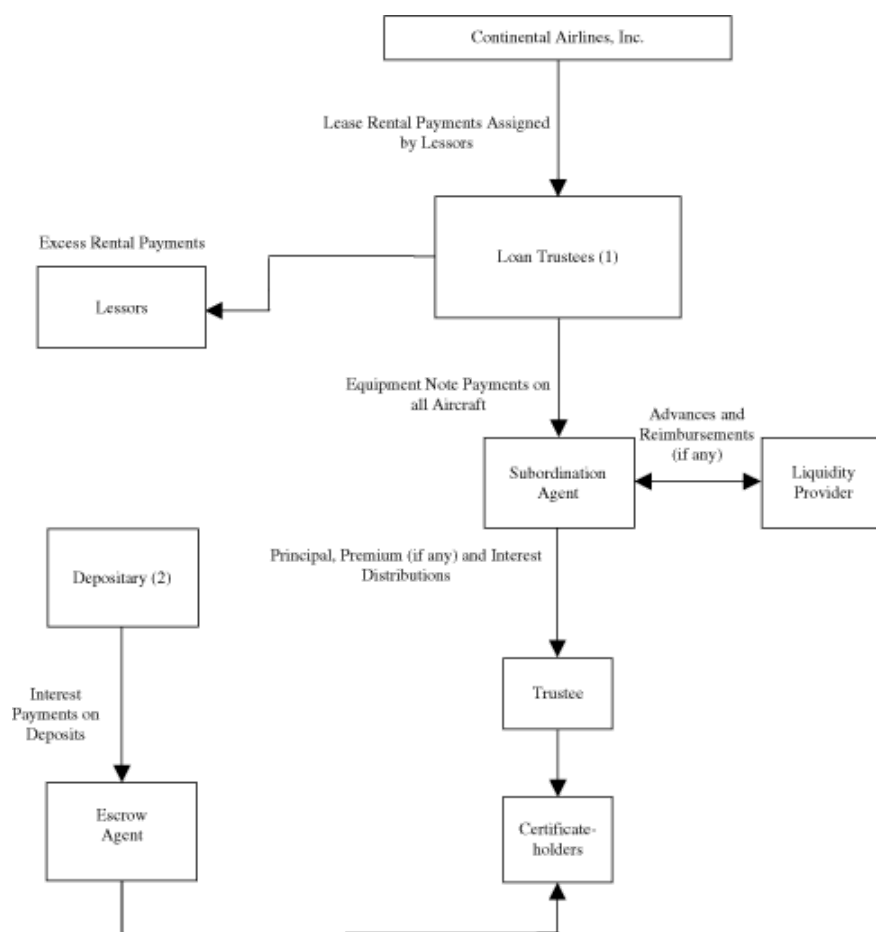 Continental Airlines, Inc.
Lease Rental Payments Assigned
by Lessors
Excess Rental Payments
Loan Trustees (1)
Lessors
Equipment Note Payments on
all Aircraft
Advances and
Reimbursements
(if any)
Subordination
Agent
Liquidity
Provider
Principal, Premium (if any) and Interest
Distributions
Depositary (2)
Trustee
Interest
Payments on
Deposits
Escrow
Agent
Certificate-
holders